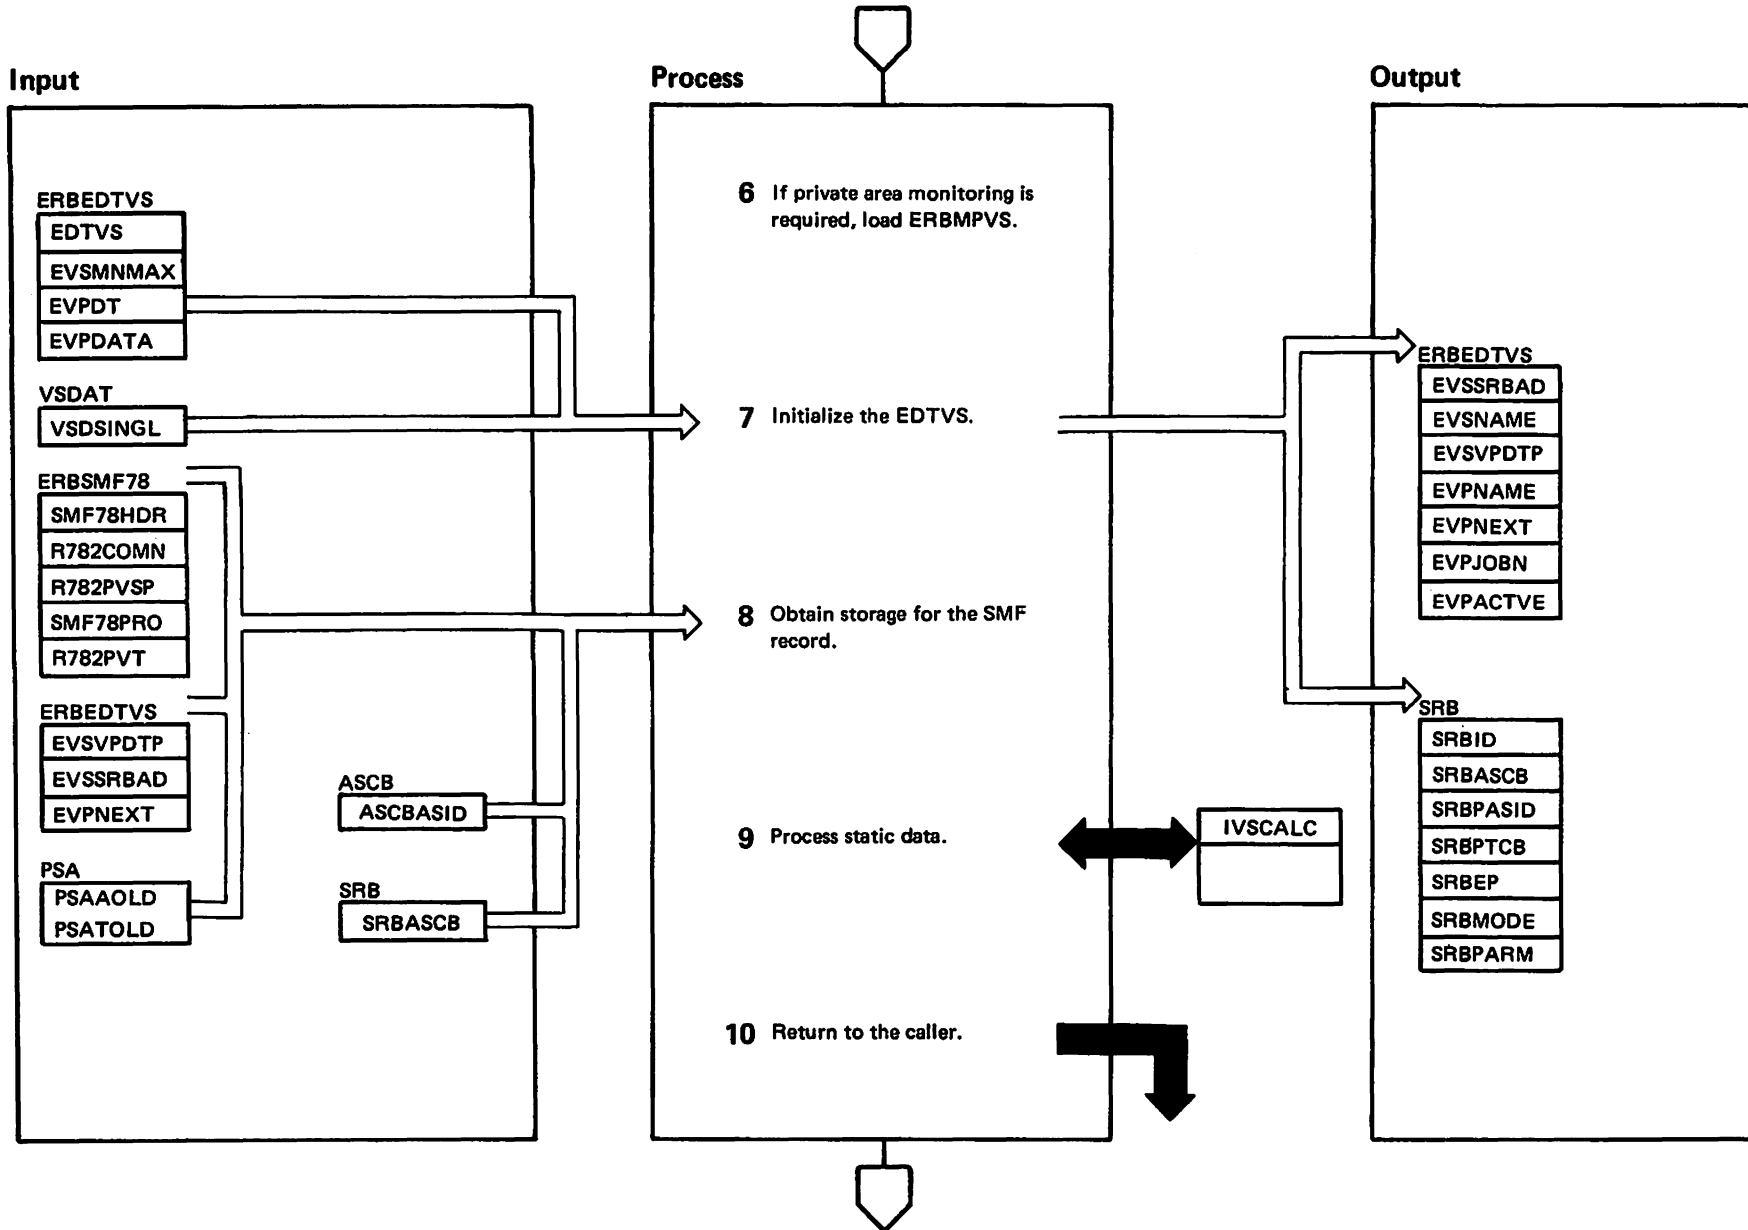 Input
ERBEDTVS
EDTVS
EVSMNMAX
EVPDT
EVPDATA
VSDAT
VSDSINGL
ERBSMF78
SMF78HDR
R782COMN
R782PVSP
SMF78PRO
R782PVT
ERBEDTVS
EVSVPDTP
EVSSRBAD
EVPNEXT
PSA
PSAAOLD
PSATOLD
ASCB
ASCBASID
SRB
SRBASCB
Process
6 If private area monitoring is
required, load ERBMPVS.
7 Initialize the EDTVS.
8 Obtain storage for the SMF
record.
9 Process static data.
IVSCALC
10 Return to the caller.
Output
ERBEDTVS
EVSSRBAD
EVSNAME
EVSVPDTP
EVPNAME
EVPNEXT
EVPJOBN
EVPACTVE
SRB
SRBID
SRBASCB
SRBPASID
SRBPTCB
SRBEP
SRBMODE
SRBPARM